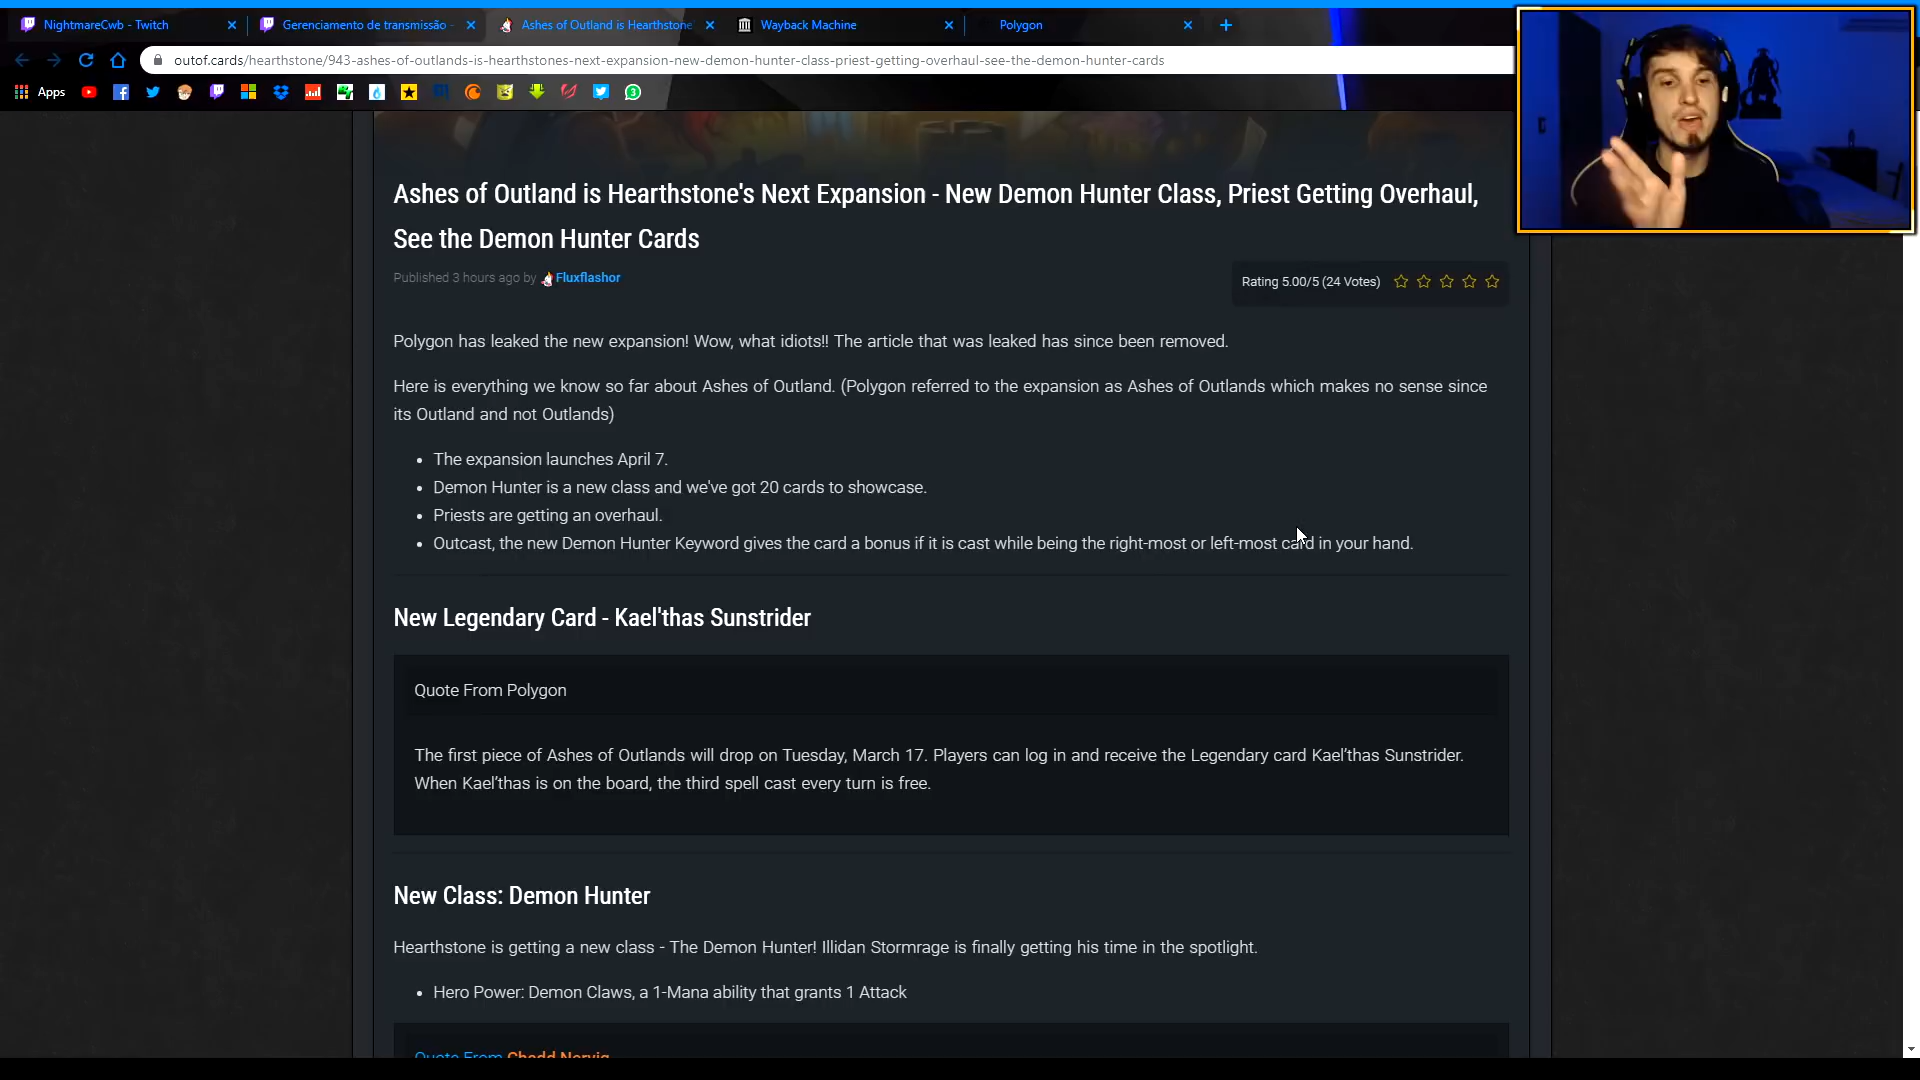 NightmareCwb - Twitch
Gerenciamento de transmissão -
Ashes of Outland is Hearthstone
Wayback Machine
Polygon
outof.cards/hearthstone/943-ashes-of-outlands-is-hearthstones-next-expansion-new-demon-hunter-class-priest-getting-overhaul-see-the-demon-hunter-cards
Apps
Ashes of Outland is Hearthstone's Next Expansion - New Demon Hunter Class, Priest Getting Overhaul,
See the Demon Hunter Cards
Published 3 hours ago by Fluxflashor
Rating 5.00/5 (24 Votes)
Polygon has leaked the new expansion! Wow, what idiots!! The article that was leaked has since been removed.
Here is everything we know so far about Ashes of Outland. (Polygon referred to the expansion as Ashes of Outlands which makes no sense since
its Outland and not Outlands)
• The expansion launches April 7.
• Demon Hunter is a new class and we've got 20 cards to showcase.
• Priests are getting an overhaul.
• Outcast, the new Demon Hunter Keyword gives the card a bonus if it is cast while being the right-most or left-most card in your hand.
New Legendary Card - Kael'thas Sunstrider
Quote From Polygon
The first piece of Ashes of Outlands will drop on Tuesday, March 17. Players can log in and receive the Legendary card Kael'thas Sunstrider.
When Kael'thas is on the board, the third spell cast every turn is free.
New Class: Demon Hunter
Hearthstone is getting a new class - The Demon Hunter! Illidan Stormrage is finally getting his time in the spotlight.
• Hero Power: Demon Claws, a 1-Mana ability that grants 1 Attack
Quote From Chadd Nervig